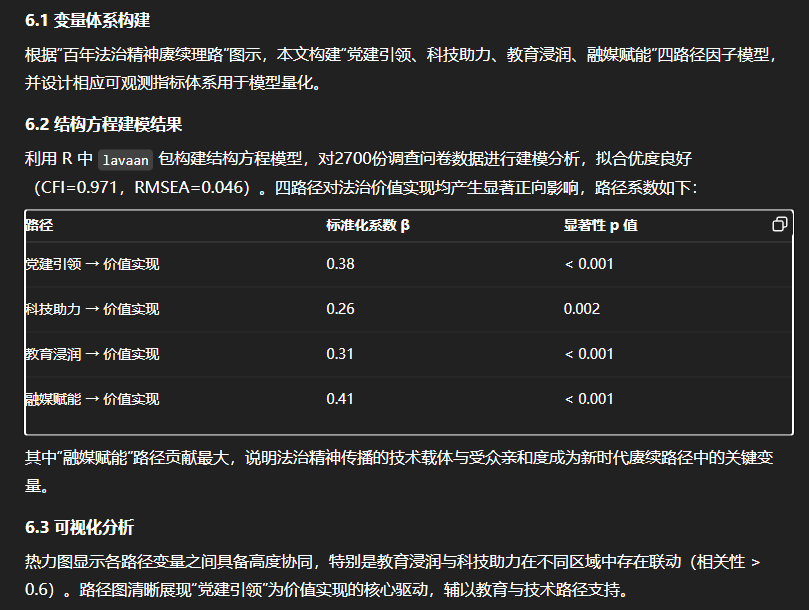 6.1 变量体系构建
根据“百年法治精神赓续理路”图示，本文构建“党建引领、科技助力、教育浸润、融媒赋能”四路径因子模型，
并设计相应可观测指标体系用于模型量化。
6.2 结构方程建模结果
利用 R 中 lavaan 包构建结构方程模型，对2700份调查问卷数据进行建模分析，拟合优度良好
（CFI=0.971，RMSEA=0.046）。四路径对法治价值实现均产生显著正向影响，路径系数如下：
路径 标准化系数 β 显著性 p 值
党建引领 → 价值实现 0.38 < 0.001
科技助力 → 价值实现 0.26 0.002
教育浸润 → 价值实现 0.31 < 0.001
融媒赋能 → 价值实现 0.41 < 0.001
其中“融媒赋能”路径贡献最大，说明法治精神传播的技术载体与受众亲和度成为新时代赓续路径中的关键变
量。
6.3 可视化分析
热力图显示各路径变量之间具备高度协同，特别是教育浸润与科技助力在不同区域中存在联动（相关性 >
0.6）。路径图清晰展现“党建引领”为价值实现的核心驱动，辅以教育与技术路径支持。